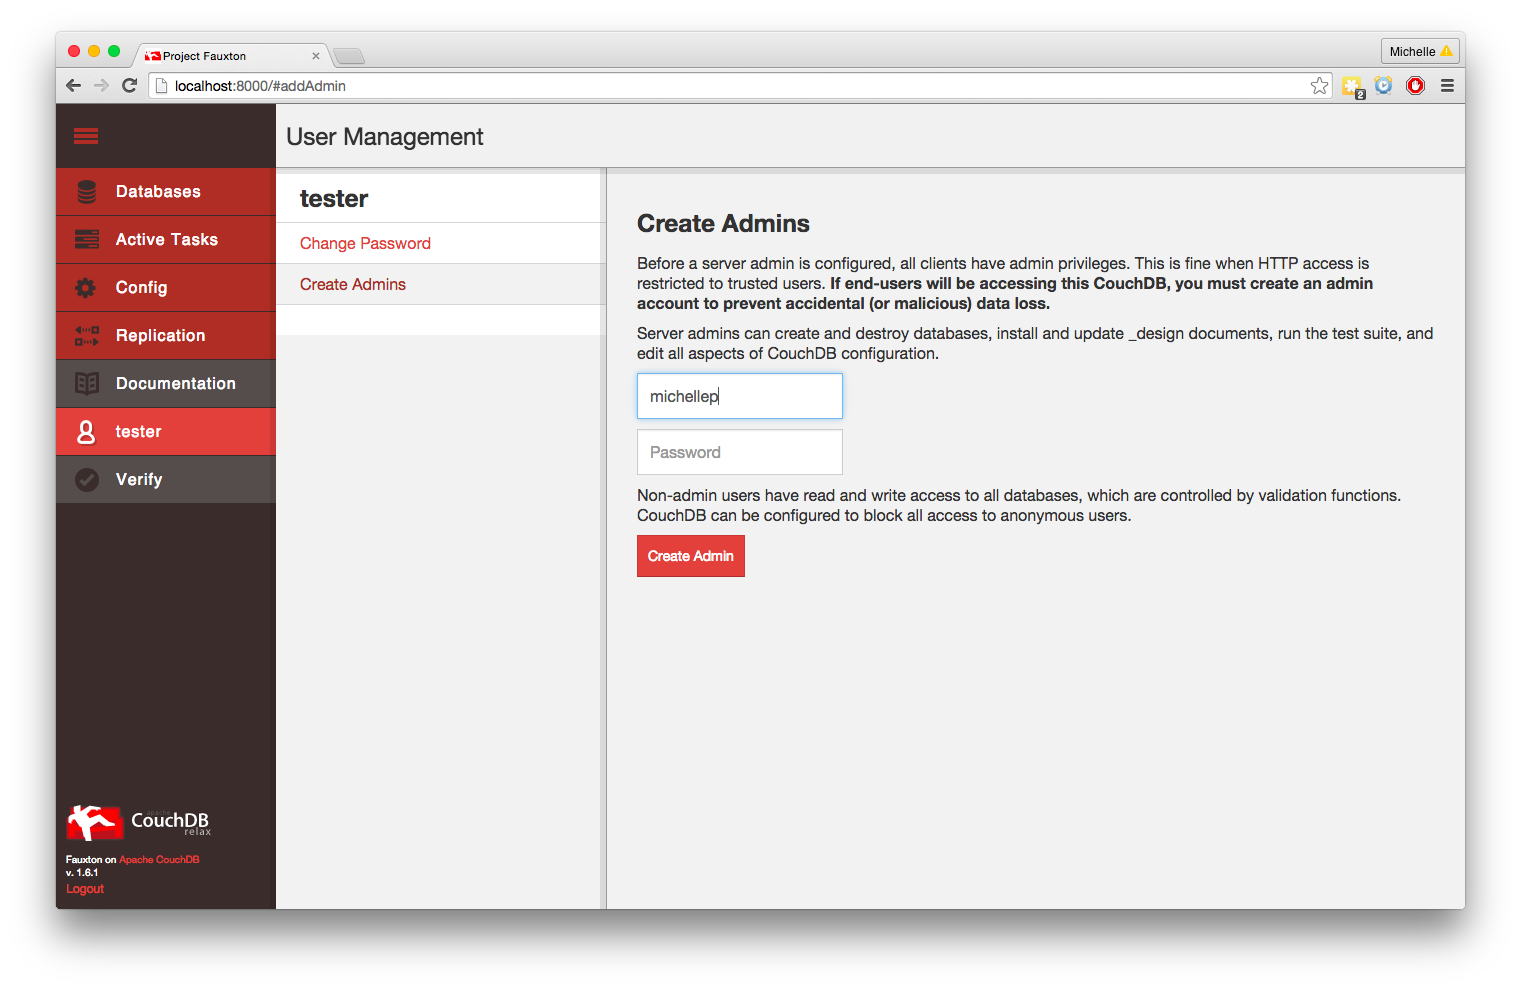 Project Fauxton
Michelle
localhost:8000/#addAdmin
2
User Management
Databases
Active Tasks
Config
Replication
Documentation
tester
Verify
tester
Change Password
Create Admins
Create Admins
Before a server admin is configured, all clients have admin privileges. This is fine when HTTP access is
restricted to trusted users. If end-users will be accessing this CouchDB, you must create an admin
account to prevent accidental (or malicious) data loss.
Server admins can create and destroy databases, install and update _design documents, run the test suite, and
edit all aspects of CouchDB configuration.
michellep
Password
Non-admin users have read and write access to all databases, which are controlled by validation functions.
CouchDB can be configured to block all access to anonymous users.
Create Admin
apache
CouchDB
relax
Fauxton on Apache CouchDB
v. 1.6.1
Logout